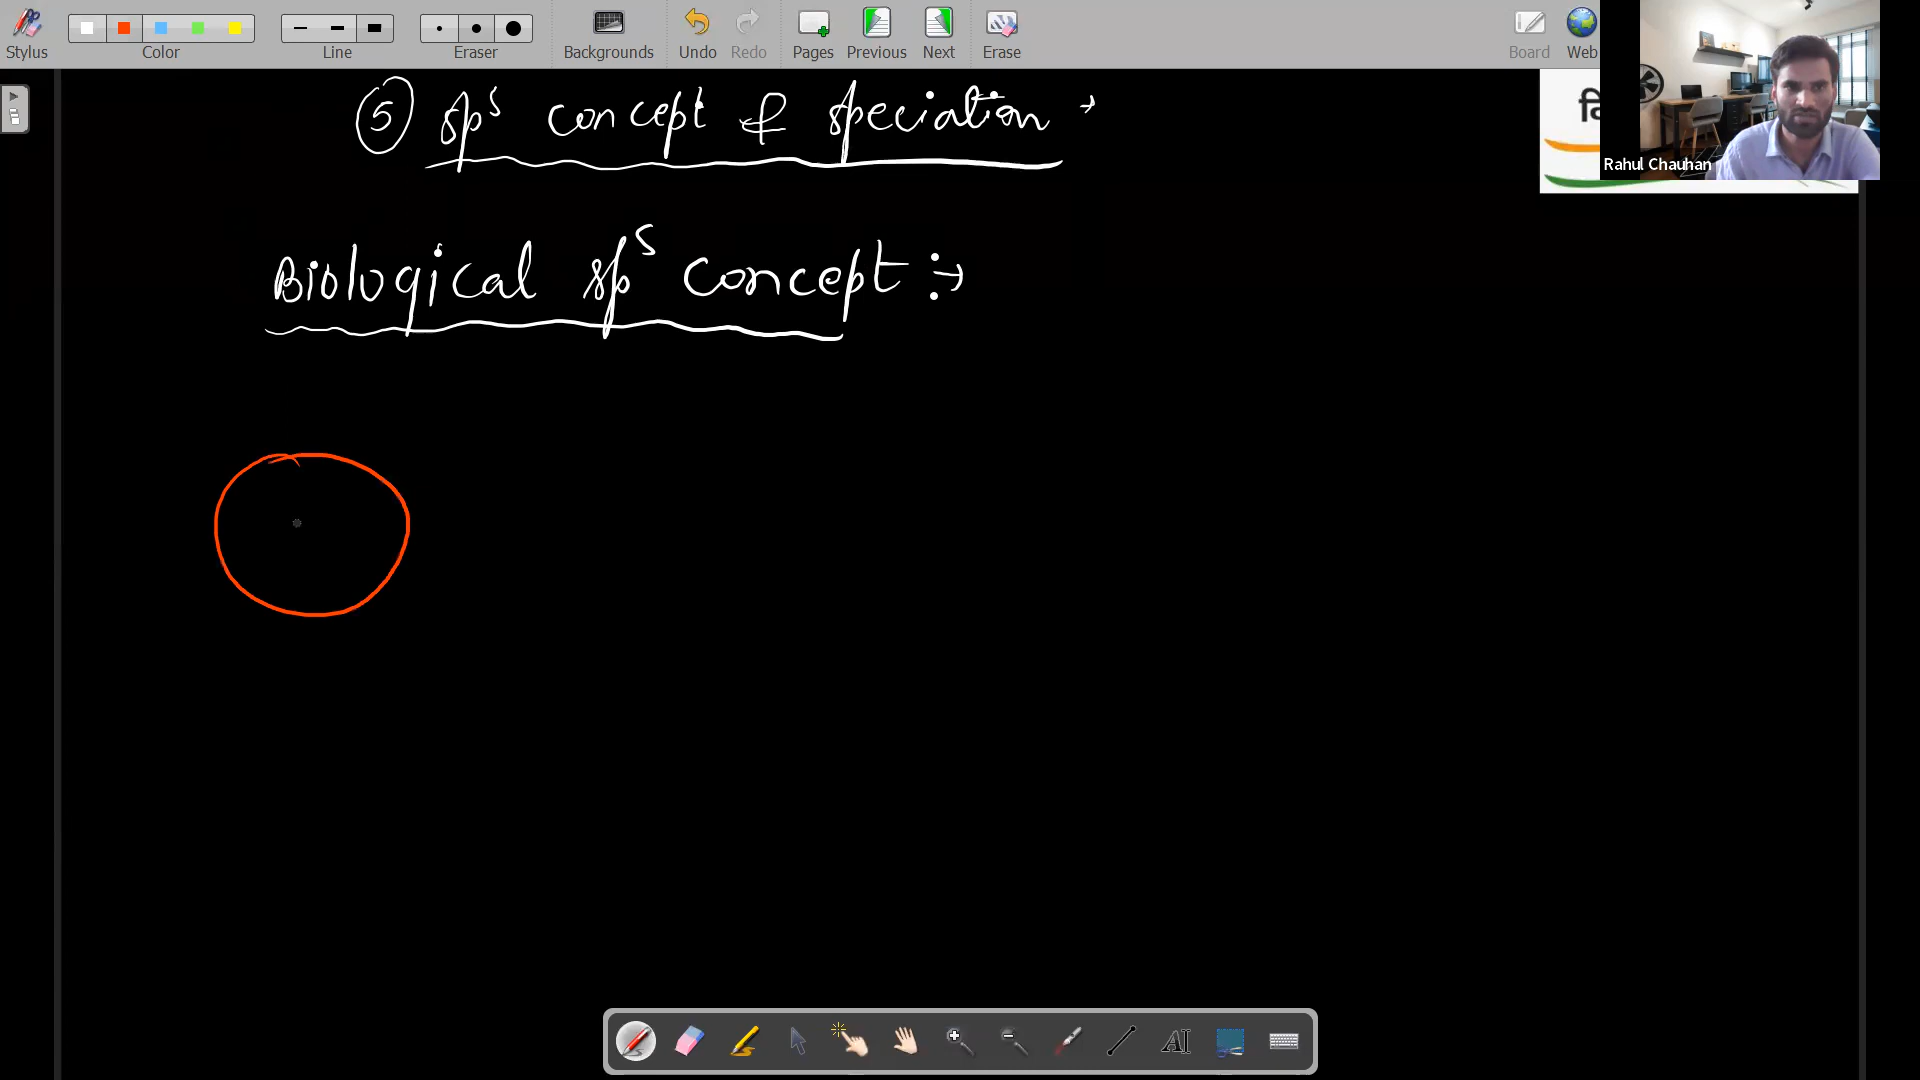 Stylus Color Line Eraser Backgrounds Undo Redo Pages Previous Next Erase Board Web
Rahul Chauhan
⑤ spˢ concept & speciation →
Biological spˢ concept :→